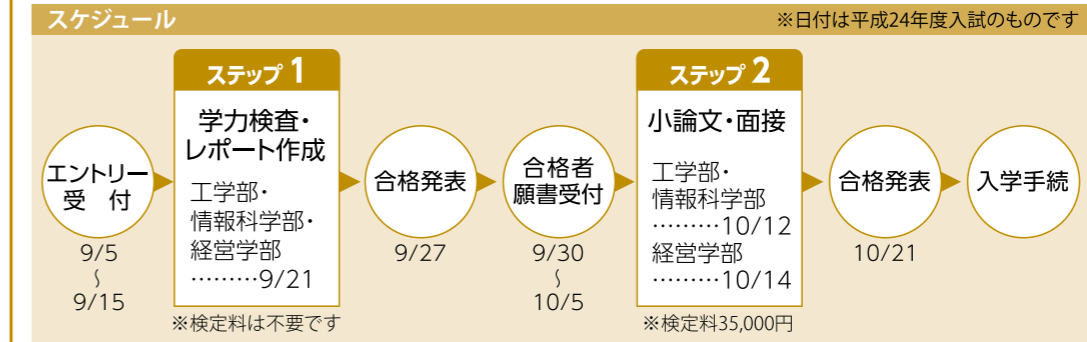 スケジュール
※日付は平成24年度入試のものです
エントリー
受　付
9/5
〜
9/15
ステップ 1
学力検査・
レポート作成
工学部・
情報科学部・
経営学部
………9/21
※検定料は不要です
合格発表
9/27
合格者
願書受付
9/30
〜
10/5
ステップ 2
小論文・面接
工学部・
情報科学部
………10/12
経営学部
………10/14
※検定料35,000円
合格発表
10/21
入学手続